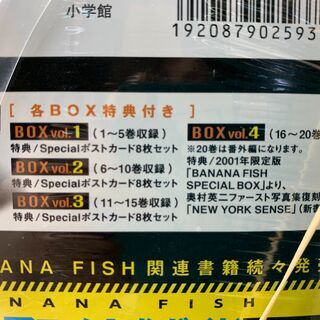 小学館
192087902593
［各BOX特典付き］
BOX vol.1（1～5巻収録）
特典/Specialポストカード8枚セット
BOX vol.2（6～10巻収録）
特典/Specialポストカード8枚セット
BOX vol.3（11～15巻収録）
特典/Specialポストカード8枚セット
BOX vol.4（16～20巻
※20巻は番外編になります。
特典/2001年限定版
「BANANA FISH
SPECIAL BOX」より、
奥村英二ファースト写真集復刻
「NEW YORK SENSE」（新書
ANA FISH関連書籍続々発
NANA FISH